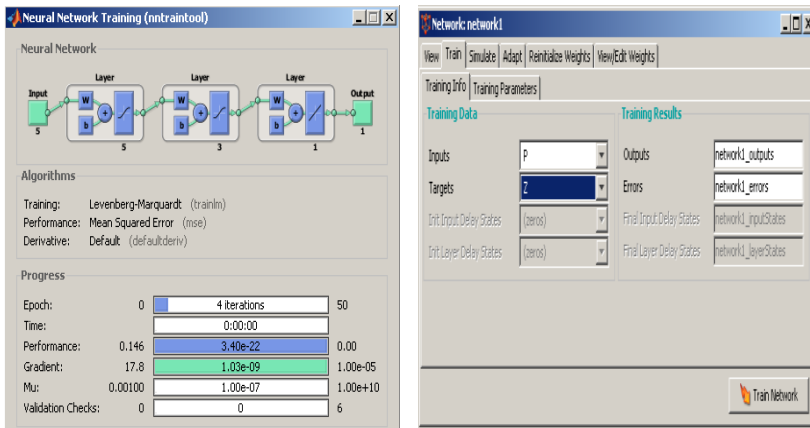 Neural Network Training (nntraintool)
Neural Network
Layer Layer Layer
Input Output
W W W
+ + +
b b b
5 5 3 1 1
Algorithms
Training: Levenberg-Marquardt (trainlm)
Performance: Mean Squared Error (mse)
Derivative: Default (defaultderiv)
Progress
Epoch: 0 4 iterations 50
Time: 0:00:00
Performance: 0.146 3.40e-22 0.00
Gradient: 17.8 1.03e-09 1.00e-05
Mu: 0.00100 1.00e-07 1.00e+10
Validation Checks: 0 0 6
Network: network1
View Train Simulate Adapt Reinitialize Weights View/Edit Weights
Training Info Training Parameters
Training Data Training Results
Inputs P Outputs network1_outputs
Targets Z Errors network1_errors
Init Input Delay States (zeros) Final Input Delay States network1_inputStates
Init Layer Delay States (zeros) Final Layer Delay States network1_layerStates
Train Network